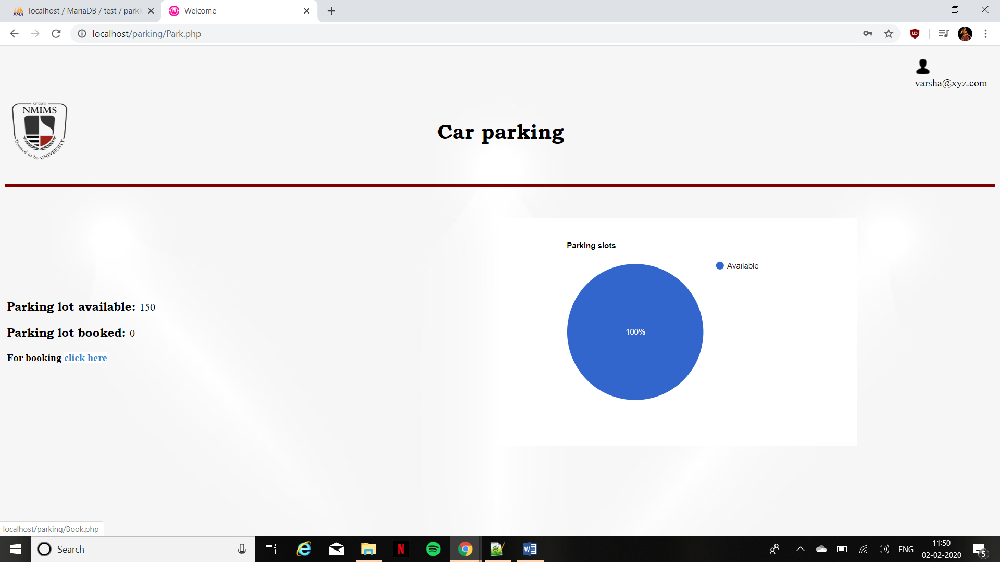 localhost / MariaDB / test / parkl
Welcome
localhost/parking/Park.php
varsha@xyz.com
SVKM'S
NMIMS
Deemed to be UNIVERSITY
Car parking
Parking slots
Available
100%
Parking lot available: 150
Parking lot booked: 0
For booking click here
localhost/parking/Book.php
Search
ENG
11:50
02-02-2020
5